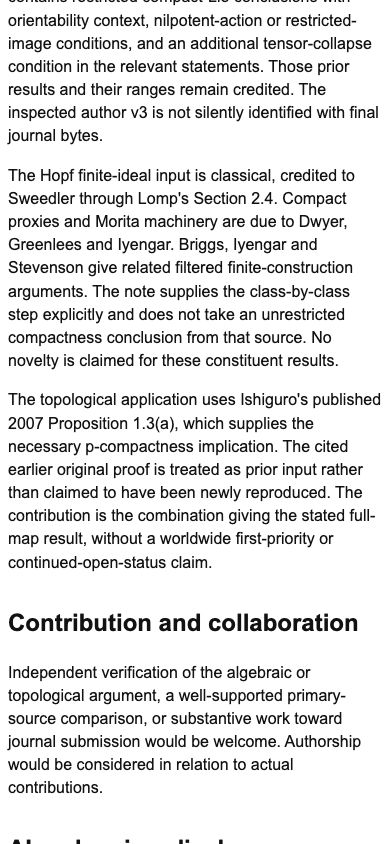 orientability context, nilpotent-action or restricted-
image conditions, and an additional tensor-collapse
condition in the relevant statements. Those prior
results and their ranges remain credited. The
inspected author v3 is not silently identified with final
journal bytes.
The Hopf finite-ideal input is classical, credited to
Sweedler through Lomp's Section 2.4. Compact
proxies and Morita machinery are due to Dwyer,
Greenlees and Iyengar. Briggs, Iyengar and
Stevenson give related filtered finite-construction
arguments. The note supplies the class-by-class
step explicitly and does not take an unrestricted
compactness conclusion from that source. No
novelty is claimed for these constituent results.
The topological application uses Ishiguro's published
2007 Proposition 1.3(a), which supplies the
necessary p-compactness implication. The cited
earlier original proof is treated as prior input rather
than claimed to have been newly reproduced. The
contribution is the combination giving the stated full-
map result, without a worldwide first-priority or
continued-open-status claim.
Contribution and collaboration
Independent verification of the algebraic or
topological argument, a well-supported primary-
source comparison, or substantive work toward
journal submission would be welcome. Authorship
would be considered in relation to actual
contributions.